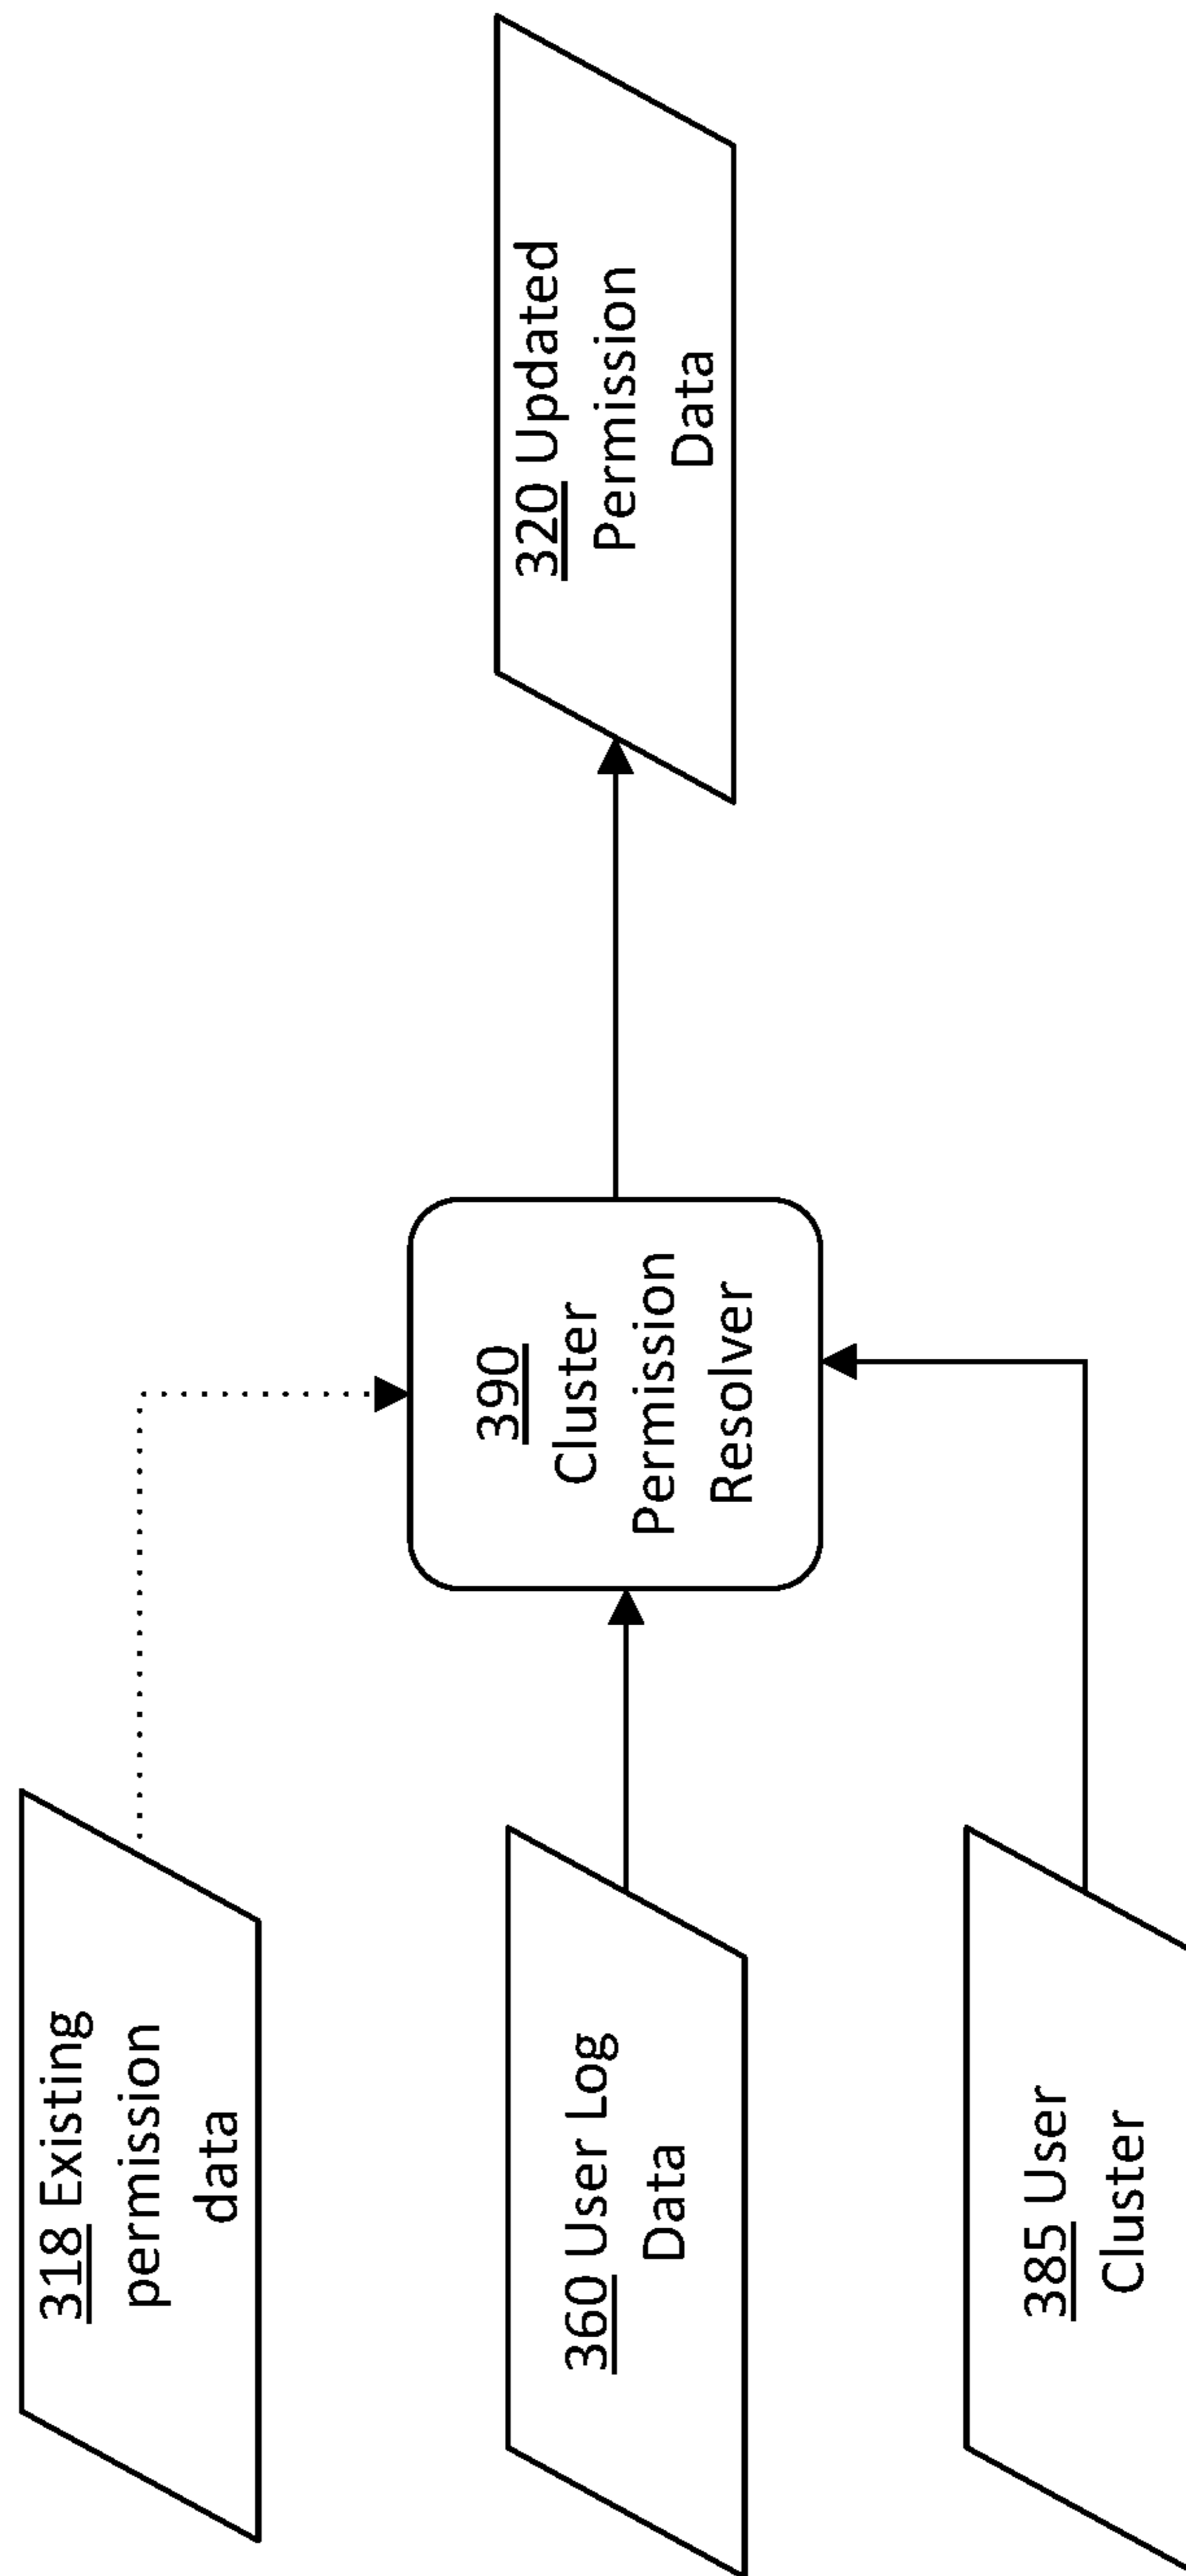 318 Existing
permission
data
360 User Log
Data
385 User
Cluster
390
Cluster
Permission
Resolver
320 Updated
Permission
Data